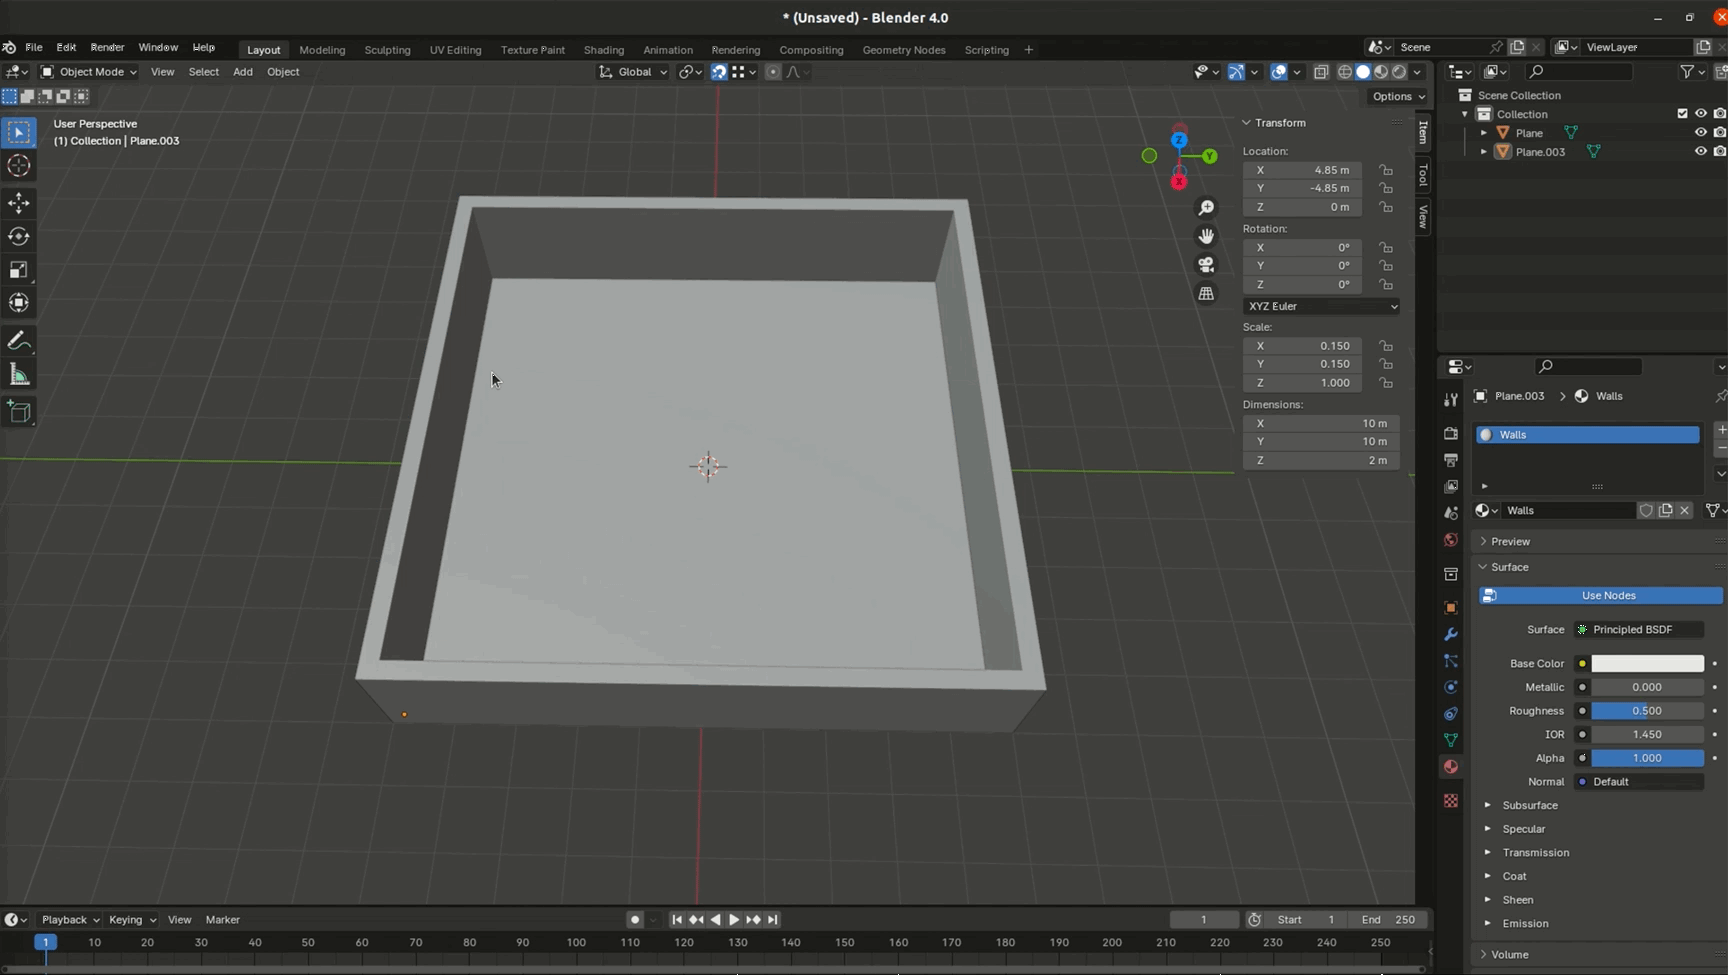 * (Unsaved) - Blender 4.0
File Edit Render Window Help
Layout Modeling Sculpting UV Editing Texture Paint Shading Animation Rendering Compositing Geometry Nodes Scripting +
Scene
ViewLayer
Object Mode View Select Add Object
Global
Options
User Perspective
(1) Collection | Plane.003
Z
Y
X
Transform
Location:
X 4.85 m
Y -4.85 m
Z 0 m
Rotation:
X 0°
Y 0°
Z 0°
XYZ Euler
Scale:
X 0.150
Y 0.150
Z 1.000
Dimensions:
X 10 m
Y 10 m
Z 2 m
Item
Tool
View
Scene Collection
Collection
Plane
Plane.003
Plane.003 > Walls
Walls
Walls
Preview
Surface
Use Nodes
Surface Principled BSDF
Base Color
Metallic 0.000
Roughness 0.500
IOR 1.450
Alpha 1.000
Normal Default
Subsurface
Specular
Transmission
Coat
Sheen
Emission
Volume
Playback Keying View Marker
1 Start 1 End 250
1 10 20 30 40 50 60 70 80 90 100 110 120 130 140 150 160 170 180 190 200 210 220 230 240 250